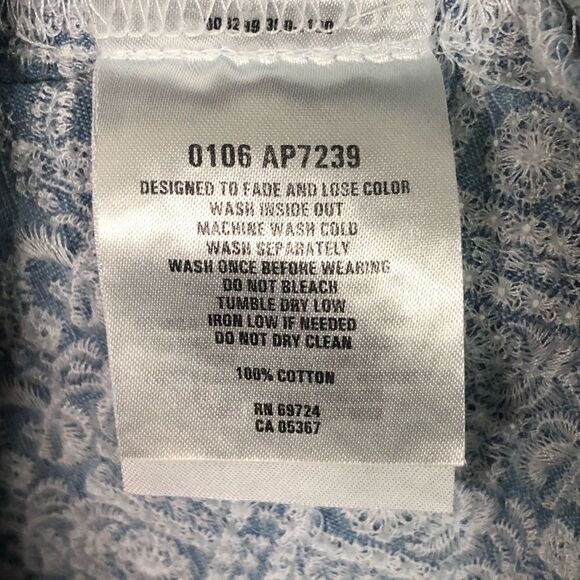 0106 AP7239
DESIGNED TO FADE AND LOSE COLOR
WASH INSIDE OUT
MACHINE WASH COLD
WASH SEPARATELY
WASH ONCE BEFORE WEARING
DO NOT BLEACH
TUMBLE DRY LOW
IRON LOW IF NEEDED
DO NOT DRY CLEAN
100% COTTON
RN 69724
CA 05367